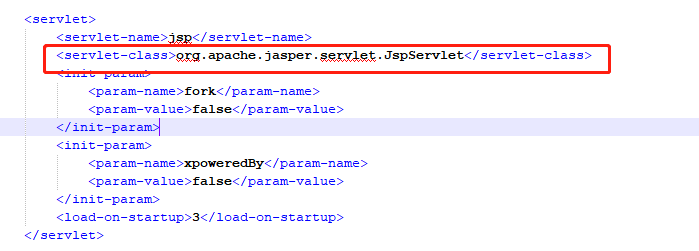 <servlet>
<servlet-name>jsp</servlet-name>
<servlet-class>org.apache.jasper.servlet.JspServlet</servlet-class>
<init-param>
<param-name>fork</param-name>
<param-value>false</param-value>
</init-param>
<init-param>
<param-name>xpoweredBy</param-name>
<param-value>false</param-value>
</init-param>
<load-on-startup>3</load-on-startup>
</servlet>